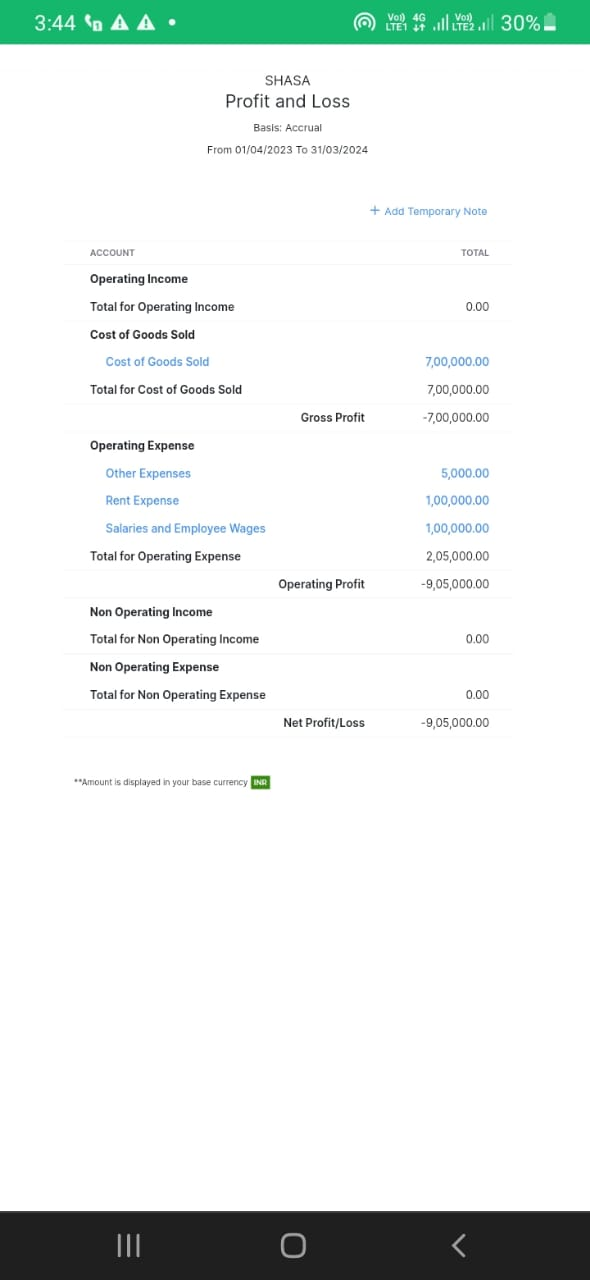 3:44
Vo)) 4G Vo))
LTE1 LTE2 30%
SHASA
Profit and Loss
Basis: Accrual
From 01/04/2023 To 31/03/2024
+ Add Temporary Note
ACCOUNT TOTAL
Operating Income
Total for Operating Income 0.00
Cost of Goods Sold
Cost of Goods Sold 7,00,000.00
Total for Cost of Goods Sold 7,00,000.00
Gross Profit -7,00,000.00
Operating Expense
Other Expenses 5,000.00
Rent Expense 1,00,000.00
Salaries and Employee Wages 1,00,000.00
Total for Operating Expense 2,05,000.00
Operating Profit -9,05,000.00
Non Operating Income
Total for Non Operating Income 0.00
Non Operating Expense
Total for Non Operating Expense 0.00
Net Profit/Loss -9,05,000.00
**Amount is displayed in your base currency INR